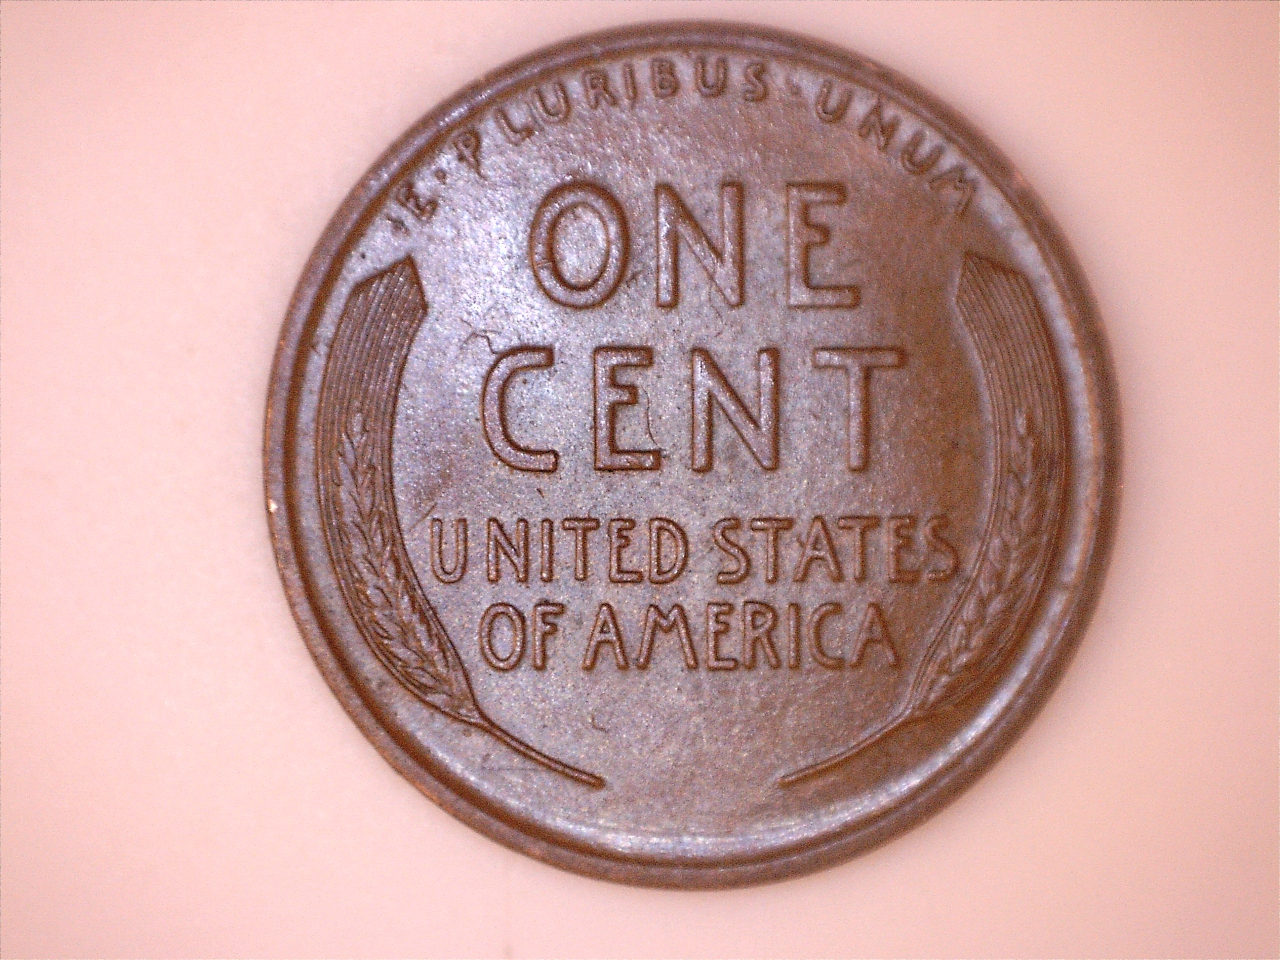 E·PLURIBUS·UNUM
ONE
CENT
UNITED STATES
OF AMERICA